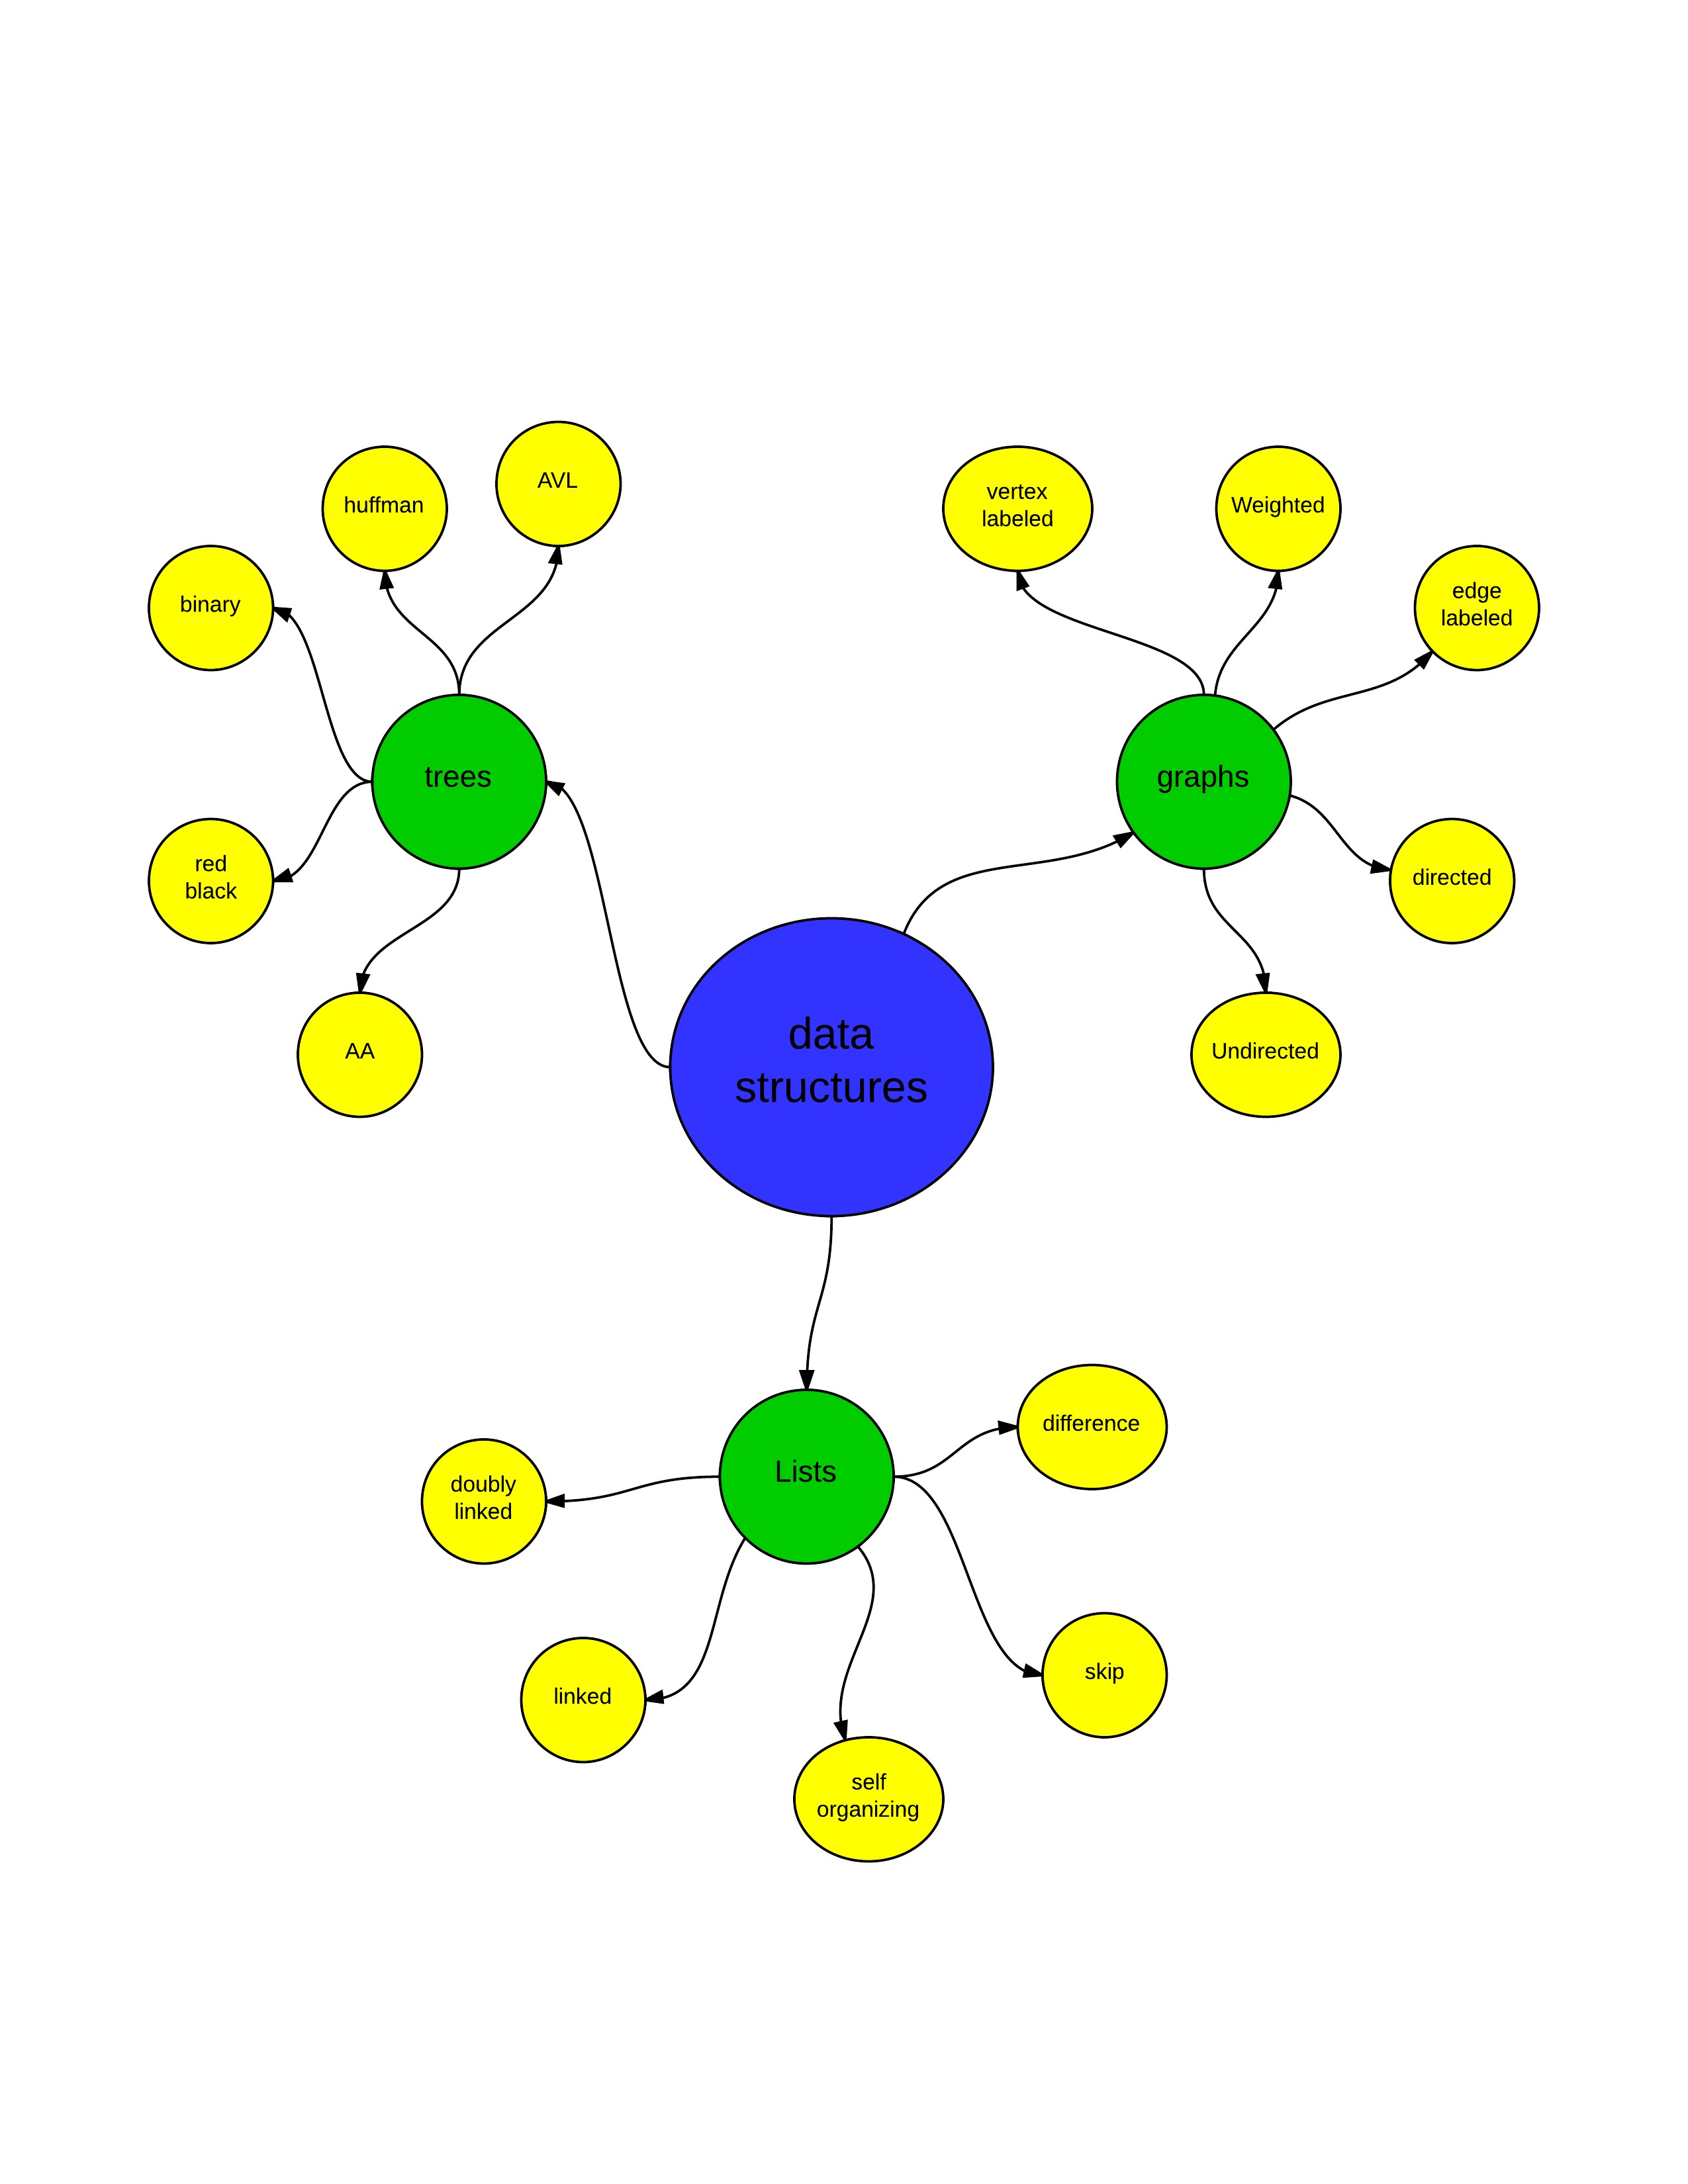 AVL
huffman
binary
trees
red
black
AA
vertex
labeled
Weighted
edge
labeled
graphs
directed
Undirected
data
structures
Lists
difference
doubly
linked
skip
linked
self
organizing